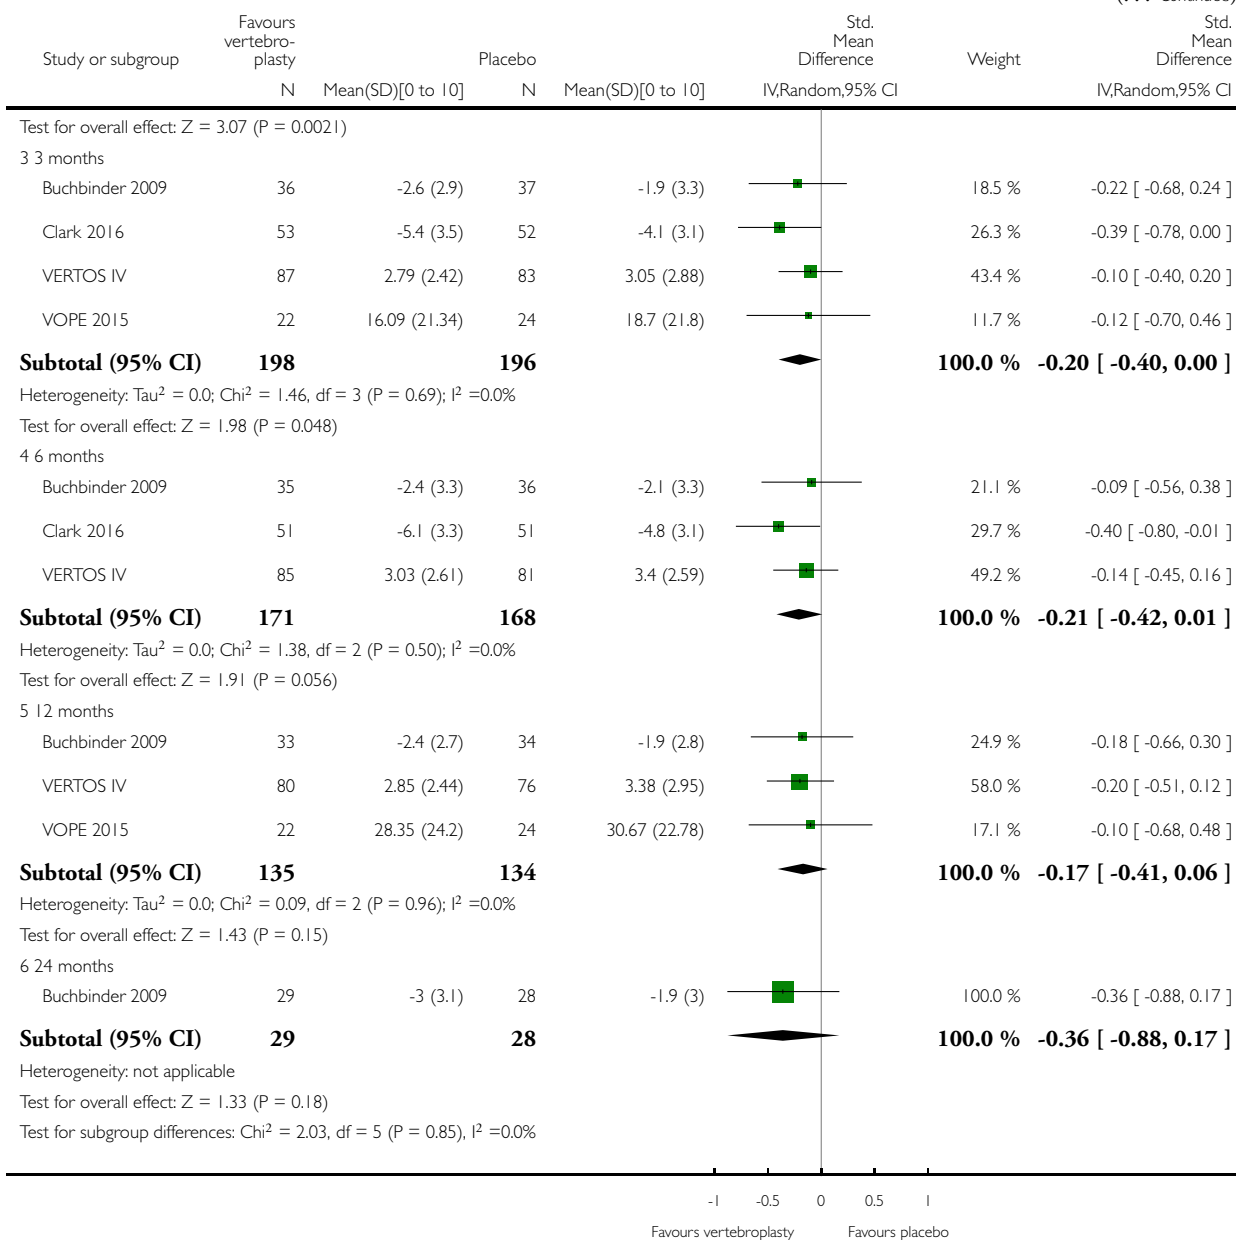 Favours vertebro- plasty Placebo Std. Mean Difference Weight Std. Mean Difference
Study or subgroup
N Mean(SD)[0 to 10] N Mean(SD)[0 to 10] IV,Random,95% CI IV,Random,95% CI
Test for overall effect: Z = 3.07 (P = 0.0021)
3 3 months
Buchbinder 2009 36 -2.6 (2.9) 37 -1.9 (3.3) 18.5 % -0.22 [ -0.68, 0.24 ]
Clark 2016 53 -5.4 (3.5) 52 -4.1 (3.1) 26.3 % -0.39 [ -0.78, 0.00 ]
VERTOS IV 87 2.79 (2.42) 83 3.05 (2.88) 43.4 % -0.10 [ -0.40, 0.20 ]
VOPE 2015 22 16.09 (21.34) 24 18.7 (21.8) 11.7 % -0.12 [ -0.70, 0.46 ]
Subtotal (95% CI) 198 196 100.0 % -0.20 [ -0.40, 0.00 ]
Heterogeneity: Tau² = 0.0; Chi² = 1.46, df = 3 (P = 0.69); I² =0.0%
Test for overall effect: Z = 1.98 (P = 0.048)
4 6 months
Buchbinder 2009 35 -2.4 (3.3) 36 -2.1 (3.3) 21.1 % -0.09 [ -0.56, 0.38 ]
Clark 2016 51 -6.1 (3.3) 51 -4.8 (3.1) 29.7 % -0.40 [ -0.80, -0.01 ]
VERTOS IV 85 3.03 (2.61) 81 3.4 (2.59) 49.2 % -0.14 [ -0.45, 0.16 ]
Subtotal (95% CI) 171 168 100.0 % -0.21 [ -0.42, 0.01 ]
Heterogeneity: Tau² = 0.0; Chi² = 1.38, df = 2 (P = 0.50); I² =0.0%
Test for overall effect: Z = 1.91 (P = 0.056)
5 12 months
Buchbinder 2009 33 -2.4 (2.7) 34 -1.9 (2.8) 24.9 % -0.18 [ -0.66, 0.30 ]
VERTOS IV 80 2.85 (2.44) 76 3.38 (2.95) 58.0 % -0.20 [ -0.51, 0.12 ]
VOPE 2015 22 28.35 (24.2) 24 30.67 (22.78) 17.1 % -0.10 [ -0.68, 0.48 ]
Subtotal (95% CI) 135 134 100.0 % -0.17 [ -0.41, 0.06 ]
Heterogeneity: Tau² = 0.0; Chi² = 0.09, df = 2 (P = 0.96); I² =0.0%
Test for overall effect: Z = 1.43 (P = 0.15)
6 24 months
Buchbinder 2009 29 -3 (3.1) 28 -1.9 (3) 100.0 % -0.36 [ -0.88, 0.17 ]
Subtotal (95% CI) 29 28 100.0 % -0.36 [ -0.88, 0.17 ]
Heterogeneity: not applicable
Test for overall effect: Z = 1.33 (P = 0.18)
Test for subgroup differences: Chi² = 2.03, df = 5 (P = 0.85), I² =0.0%
-1 -0.5 0 0.5 1
Favours vertebroplasty Favours placebo